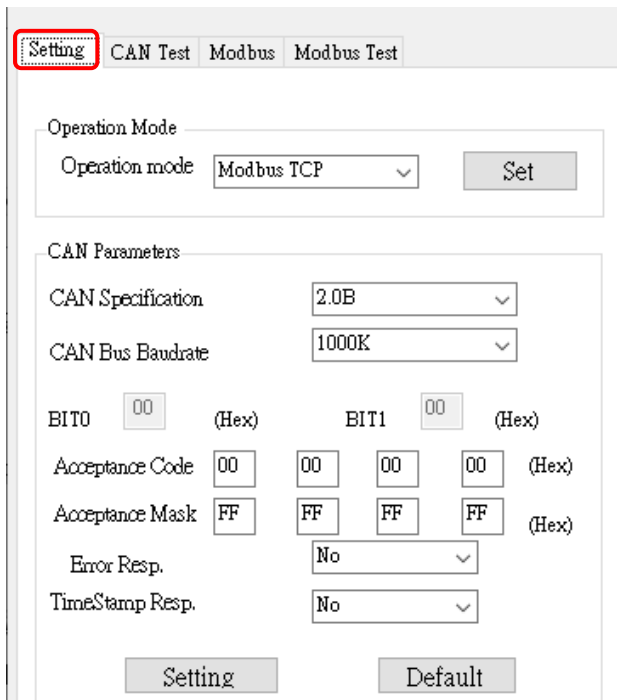 Setting CAN Test Modbus Modbus Test
Operation Mode
Operation mode Modbus TCP Set
CAN Parameters
CAN Specification 2.0B
CAN Bus Baudrate 1000K
BIT0 00 (Hex) BIT1 00 (Hex)
Acceptance Code 00 00 00 00 (Hex)
Acceptance Mask FF FF FF FF (Hex)
Error Resp. No
TimeStamp Resp. No
Setting Default